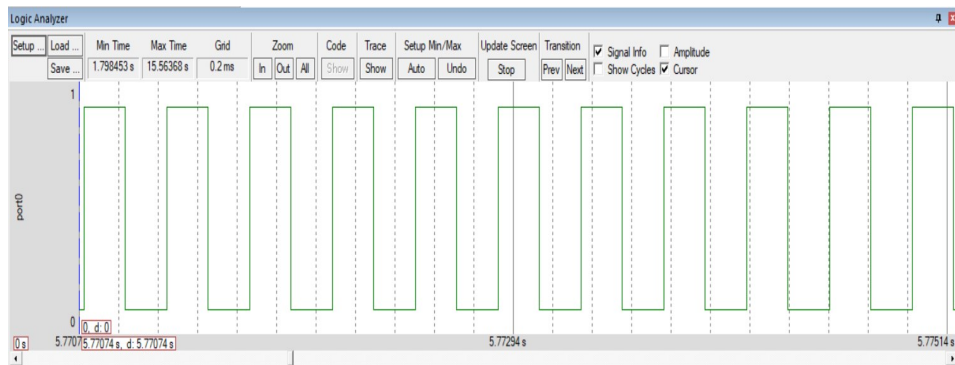 Logic Analyzer
Setup ... Load ... Min Time Max Time Grid Zoom Code Trace Setup Min/Max Update Screen Transition Signal Info Amplitude
Save ... 1.798453 s 15.56368 s 0.2 ms In Out All Show Show Auto Undo Stop Prev Next Show Cycles Cursor
1
port0
0
0, d: 0
0 s 5.7707 5.77074 s, d: 5.77074 s 5.77294 s 5.77514 s